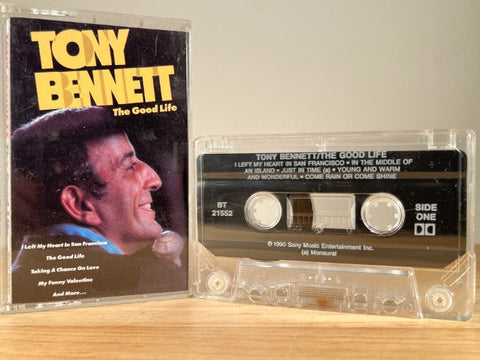 TONY
BENNETT
The Good Life
I Left My Heart In San Francisco
The Good Life
Taking A Chance On Love
My Funny Valentine
And More...
TONY BENNETT/THE GOOD LIFE
I LEFT MY HEART IN SAN FRANCISCO • IN THE MIDDLE OF
AN ISLAND • JUST IN TIME (a) • YOUNG AND WARM
AND WONDERFUL • COME RAIN OR COME SHINE
BT
21552
SIDE
ONE
℗ 1990 Sony Music Entertainment Inc.
(a) Monaural